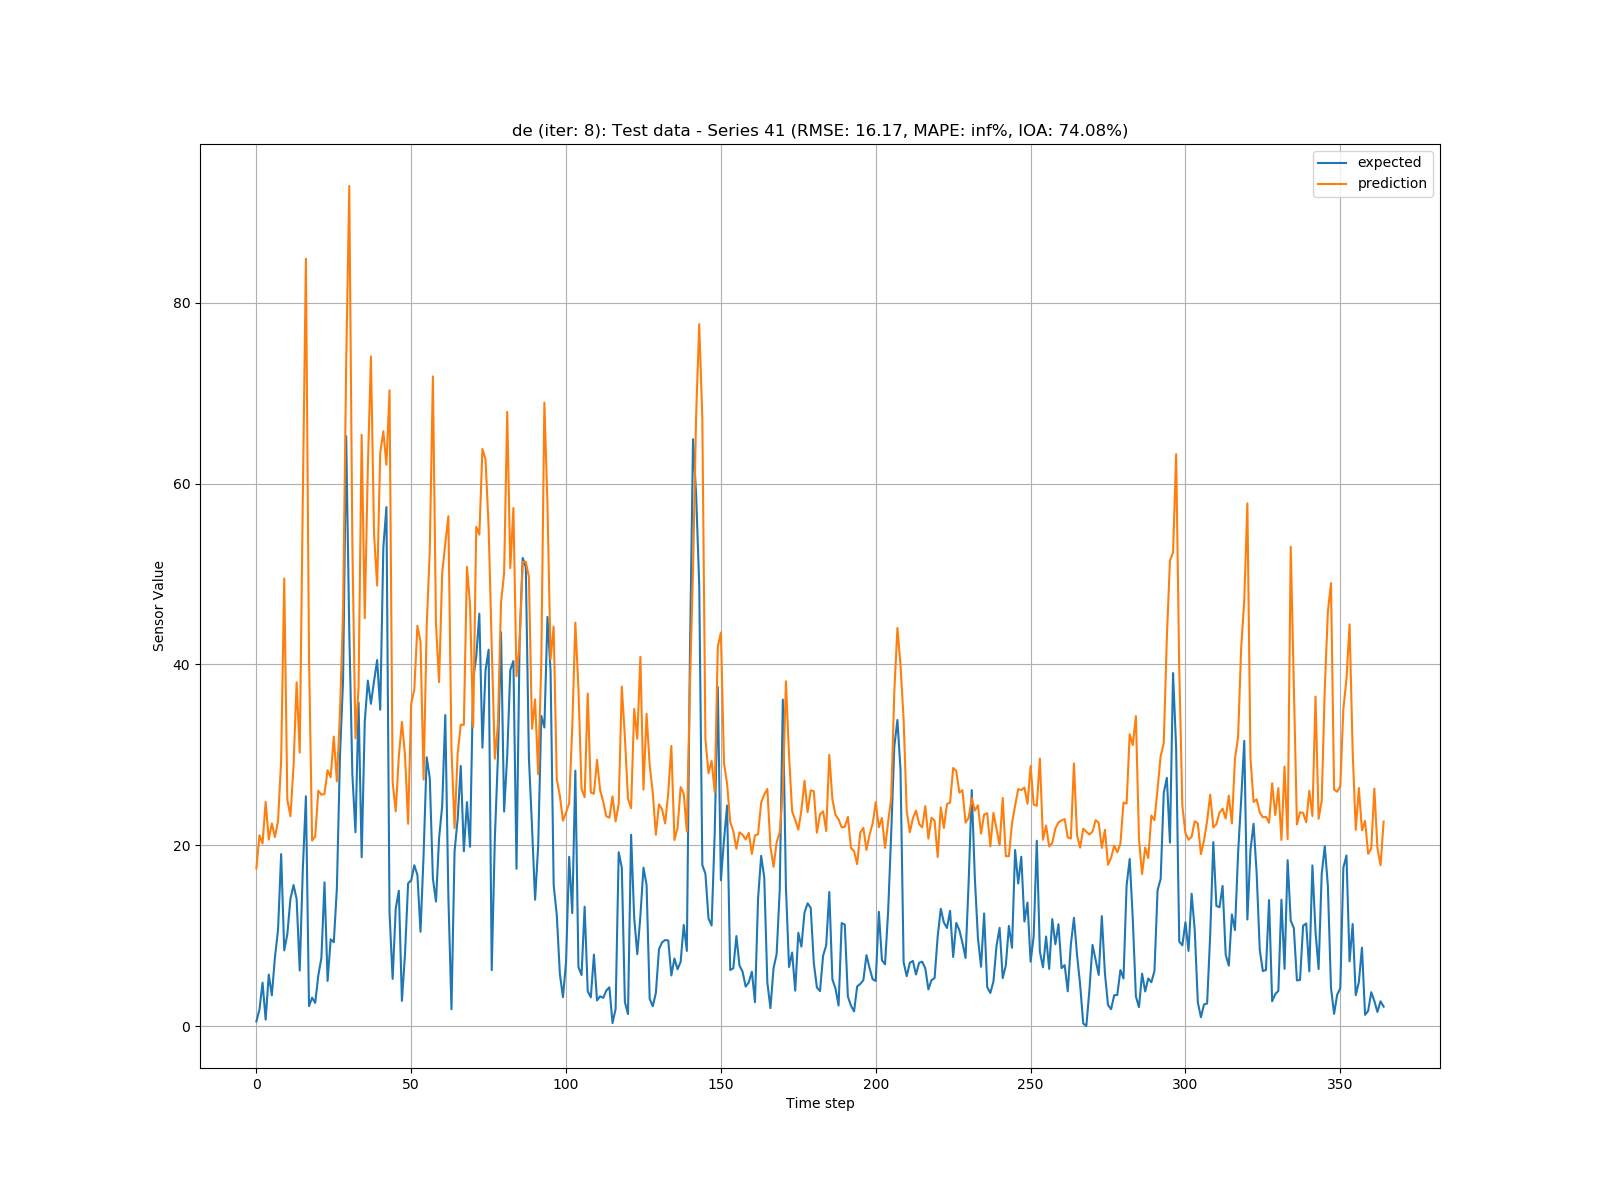 de (iter: 8): Test data - Series 41 (RMSE: 16.17, MAPE: inf%, IOA: 74.08%)
expected
prediction
80
60
40
20
0
Sensor Value
0 50 100 150 200 250 300 350
Time step